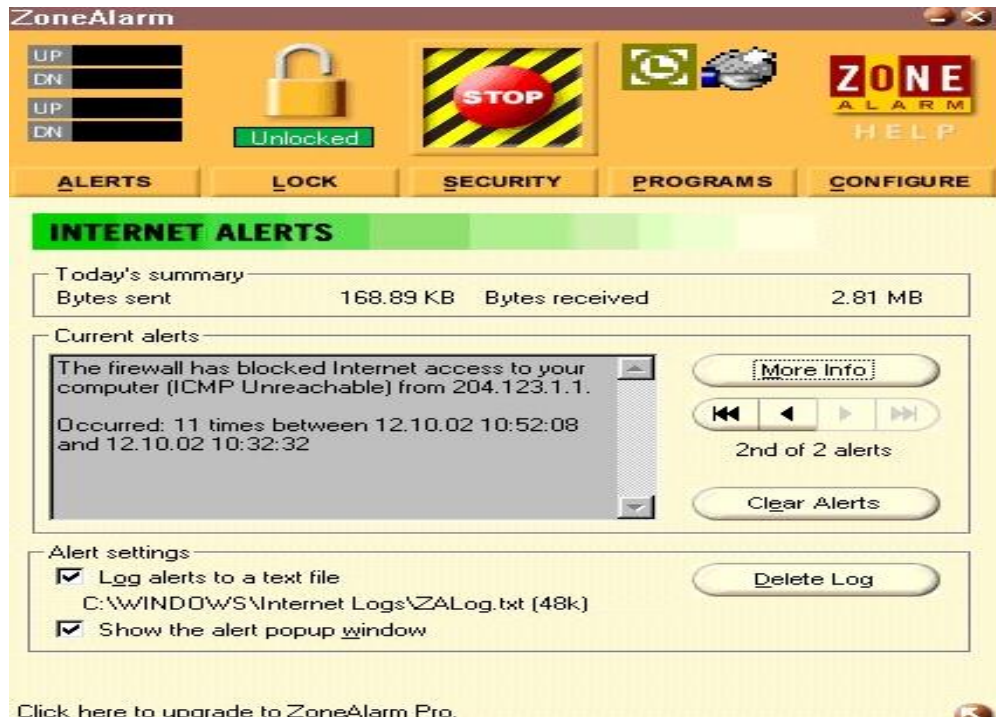 ZoneAlarm
UP
DN
UP
DN
Unlocked
STOP
ZONE
ALARM
HELP
ALERTS LOCK SECURITY PROGRAMS CONFIGURE
INTERNET ALERTS
Today's summary
Bytes sent 168.89 KB Bytes received 2.81 MB
Current alerts
The firewall has blocked Internet access to your
computer (ICMP Unreachable) from 204.123.1.1.
Occurred: 11 times between 12.10.02 10:52:08
and 12.10.02 10:32:32
More Info
2nd of 2 alerts
Clear Alerts
Alert settings
Log alerts to a text file
C:\WINDOWS\Internet Logs\ZALog.txt (48k)
Show the alert popup window
Delete Log
Click here to upgrade to ZoneAlarm Pro.